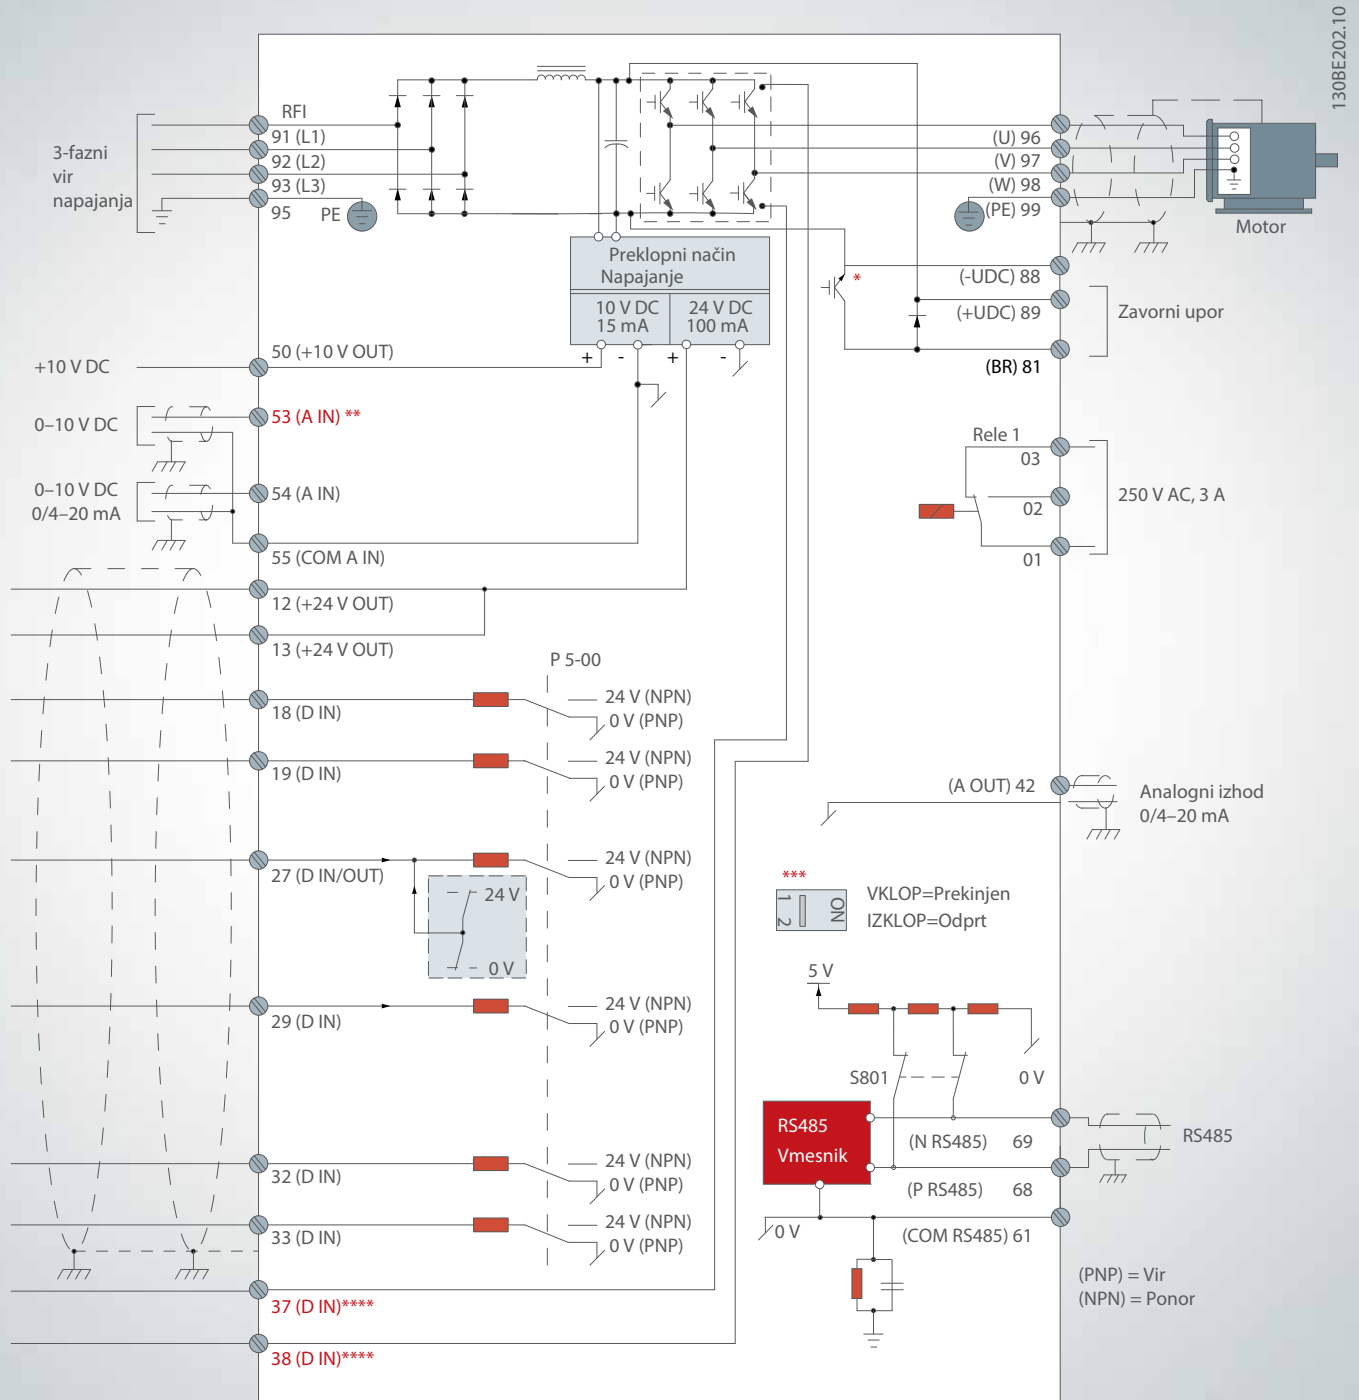 130BE202.10
3-fazni
vir
napajanja
RFI
91 (L1)
92 (L2)
93 (L3)
95
PE
(U) 96
(V) 97
(W) 98
(PE) 99
Motor
Preklopni način
Napajanje
10 V DC
15 mA
24 V DC
100 mA
+
-
+
-
*
(-UDC) 88
(+UDC) 89
(BR) 81
Zavorni upor
+10 V DC
50 (+10 V OUT)
0–10 V DC
53 (A IN) **
0–10 V DC
0/4–20 mA
54 (A IN)
55 (COM A IN)
12 (+24 V OUT)
13 (+24 V OUT)
Rele 1
03
02
01
250 V AC, 3 A
P 5-00
18 (D IN)
24 V (NPN)
0 V (PNP)
19 (D IN)
24 V (NPN)
0 V (PNP)
27 (D IN/OUT)
24 V (NPN)
0 V (PNP)
24 V
0 V
29 (D IN)
24 V (NPN)
0 V (PNP)
32 (D IN)
24 V (NPN)
0 V (PNP)
33 (D IN)
24 V (NPN)
0 V (PNP)
37 (D IN)****
38 (D IN)****
(A OUT) 42
Analogni izhod
0/4–20 mA
***
1 2
ON
VKLOP=Prekinjen
IZKLOP=Odprt
5 V
S801
0 V
RS485
Vmesnik
(N RS485) 69
(P RS485) 68
RS485
0 V
(COM RS485) 61
(PNP) = Vir
(NPN) = Ponor